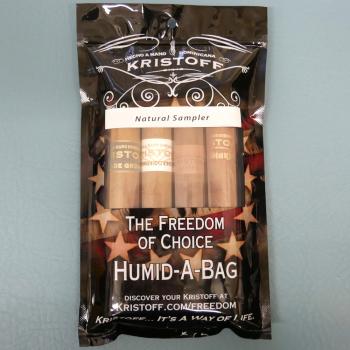 HECHO A MANO DOMINICANA
KRISTOFF
Natural Sampler
THE FREEDOM
OF CHOICE
HUMID-A-BAG
DISCOVER YOUR KRISTOFF AT
KRISTOFF.COM/FREEDOM
KRISTOFF... IT'S A WAY OF LIFE.